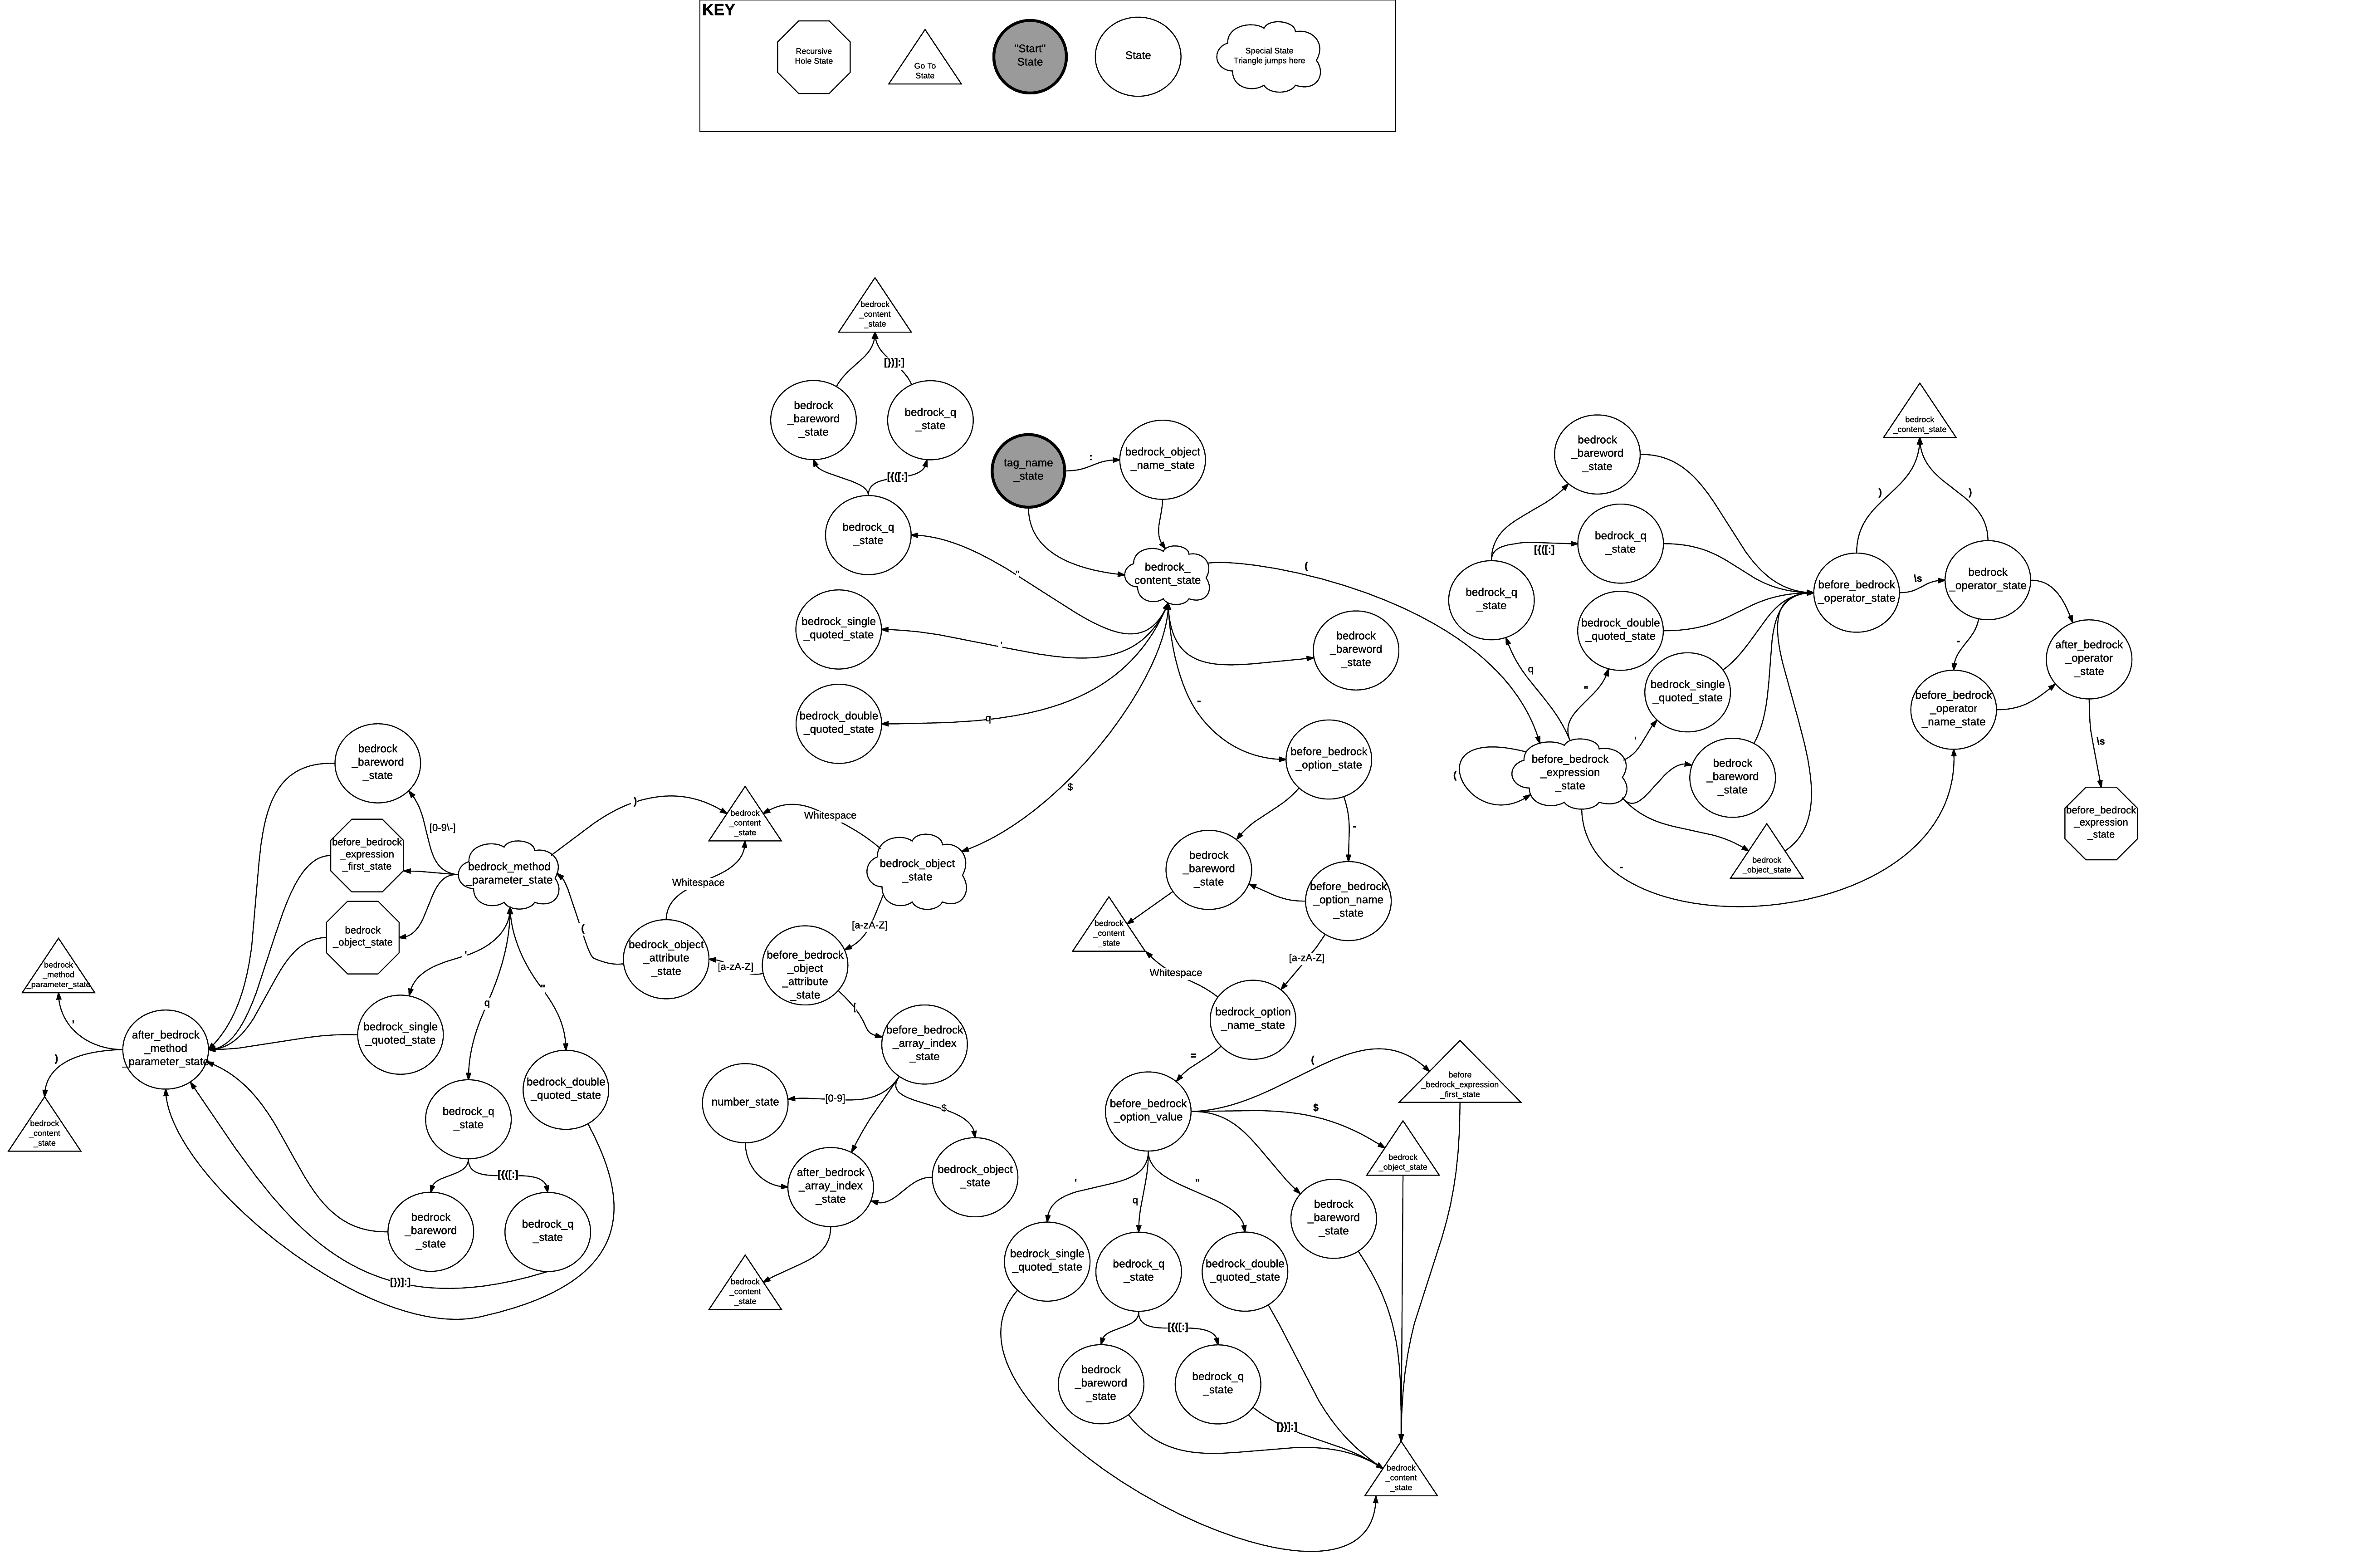 KEY
Recursive
Hole State
Go To
State
"Start"
State
State
Special State
Triangle jumps here
bedrock
_content
_state
[})]:]
bedrock
_bareword
_state
bedrock_q
_state
[{([:]
bedrock_q
_state
tag_name
_state
:
bedrock_object
_name_state
bedrock_
content_state
"
bedrock_single
_quoted_state
'
bedrock_double
_quoted_state
q
bedrock
_bareword
_state
-
$
(
bedrock
_bareword
_state
bedrock_q
_state
[{([:]
bedrock_q
_state
bedrock_double
_quoted_state
q
"
bedrock_single
_quoted_state
'
before_bedrock
_expression
_state
(
bedrock
_bareword
_state
bedrock
_object_state
-
bedrock
_content_state
)
)
before_bedrock
_operator_state
\s
bedrock
_operator_state
-
after_bedrock
_operator
_state
before_bedrock
_operator
_name_state
\s
before_bedrock
_expression
_state
before_bedrock
_option_state
-
bedrock
_bareword
_state
before_bedrock
_option_name
_state
bedrock
_content
_state
[a-zA-Z]
Whitespace
bedrock_option
_name_state
=
before_bedrock
_option_value
(
before
_bedrock_expression
_first_state
$
bedrock
_object_state
bedrock
_bareword
_state
'
q
"
bedrock_single
_quoted_state
bedrock_q
_state
bedrock_double
_quoted_state
[{([:]
bedrock
_bareword
_state
bedrock_q
_state
[})]:]
bedrock
_content
_state
bedrock
_content
_state
Whitespace
bedrock_object
_state
Whitespace
[a-zA-Z]
before_bedrock
_object
_attribute
_state
[a-zA-Z]
bedrock_object
_attribute
_state
(
[
before_bedrock
_array_index
_state
[0-9]
number_state
$
bedrock_object
_state
after_bedrock
_array_index
_state
bedrock
_content
_state
)
bedrock_method
_parameter_state
[0-9\-]
bedrock
_bareword
_state
before_bedrock
_expression
_first_state
bedrock
_object_state
'
q
"
bedrock_single
_quoted_state
bedrock_q
_state
bedrock_double
_quoted_state
[{([:]
bedrock
_bareword
_state
bedrock_q
_state
[})]:]
after_bedrock
_method
_parameter_state
,
bedrock
_method
_parameter_state
)
bedrock
_content
_state